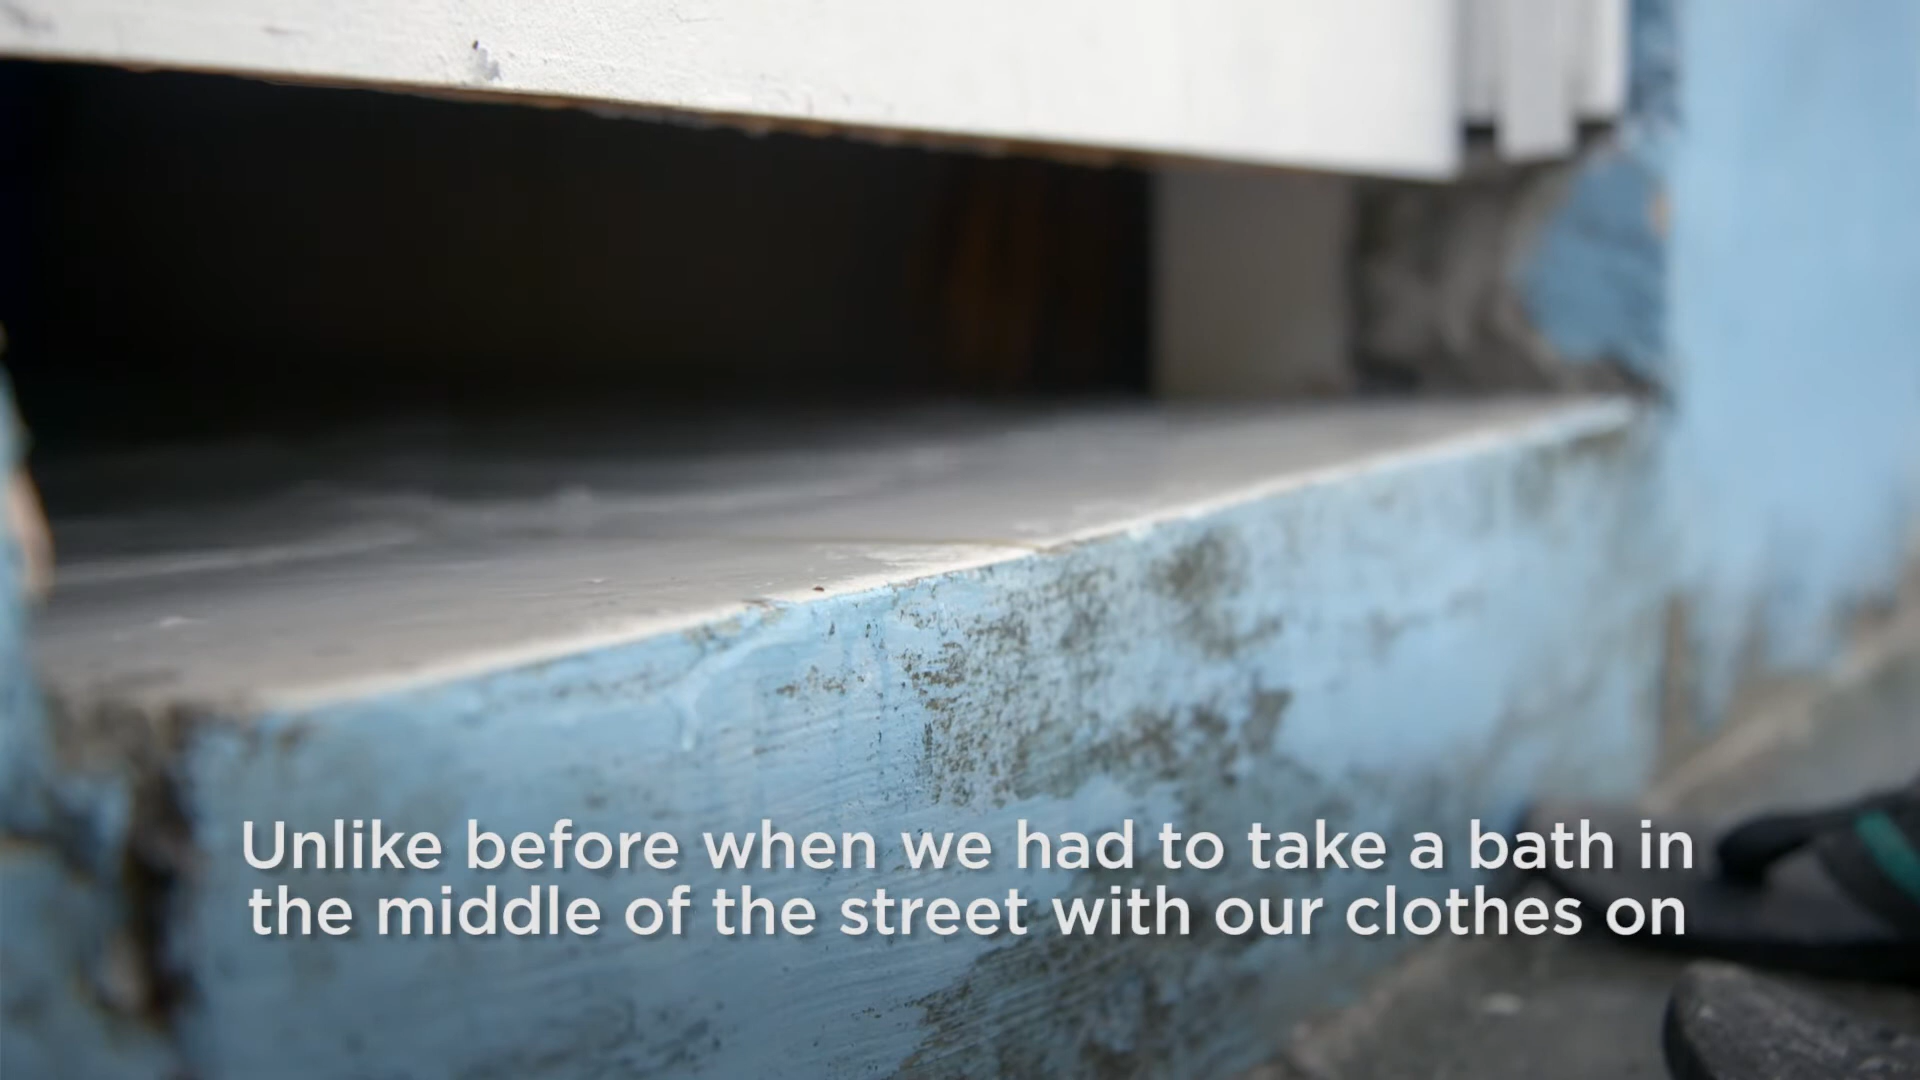 Unlike before when we had to take a bath in
the middle of the street with our clothes on